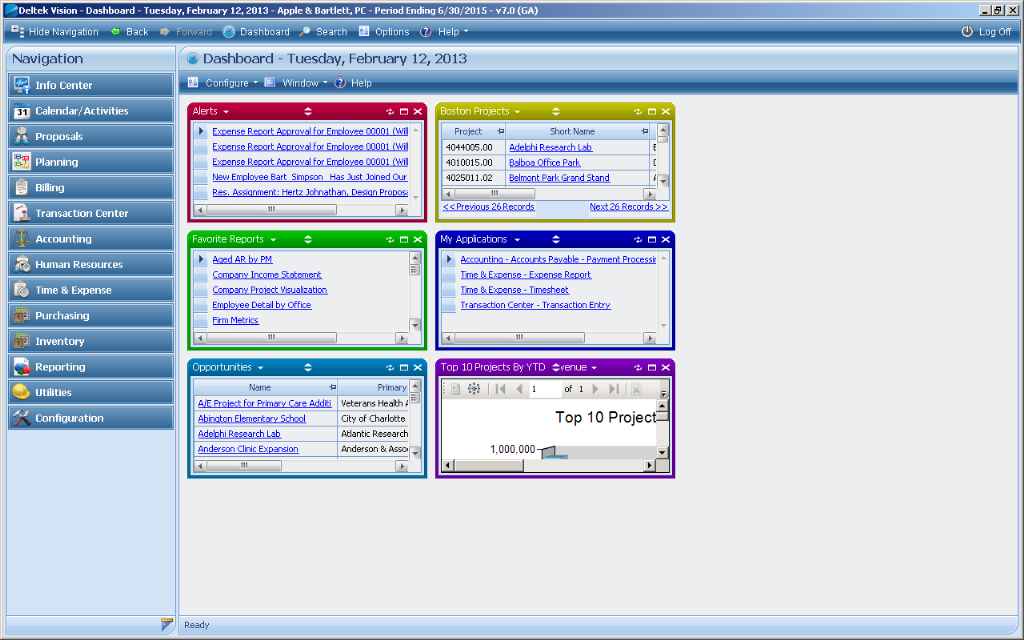 Deltek Vision - Dashboard - Tuesday, February 12, 2013 - Apple & Bartlett, PC - Period Ending 6/30/2015 - v7.0 (GA)
Hide Navigation Back Forward Dashboard Search Options Help Log Off
Navigation
Info Center
31 Calendar/Activities
Proposals
Planning
Billing
Transaction Center
Accounting
Human Resources
Time & Expense
Purchasing
Inventory
Reporting
Utilities
Configuration
Dashboard - Tuesday, February 12, 2013
Configure Window Help
Alerts
Expense Report Approval for Employee 00001 (Will
Expense Report Approval for Employee 00001 (Will
Expense Report Approval for Employee 00001 (Will
New Employee Bart Simpson Has Just Joined Our
Res. Assignment: Hertz Johnathan, Design Propos
Boston Projects
Project Short Name
4044005.00 Adelphi Research Lab
4010015.00 Balboa Office Park
4025011.02 Belmont Park Grand Stand
<<Previous 26 Records Next 26 Records >>
Favorite Reports
Aged AR by PM
Company Income Statement
Company Project Visualization
Employee Detail by Office
Firm Metrics
My Applications
Accounting - Accounts Payable - Payment Processi
Time & Expense - Expense Report
Time & Expense - Timesheet
Transaction Center - Transaction Entry
Opportunities
Name Primary
A/E Project for Primary Care Additi Veterans Health A
Abington Elementary School City of Charlotte
Adelphi Research Lab Atlantic Research
Anderson Clinic Expansion Anderson & Asso
Top 10 Projects By YTD venue
1 of 1
Top 10 Project
1,000,000
Ready